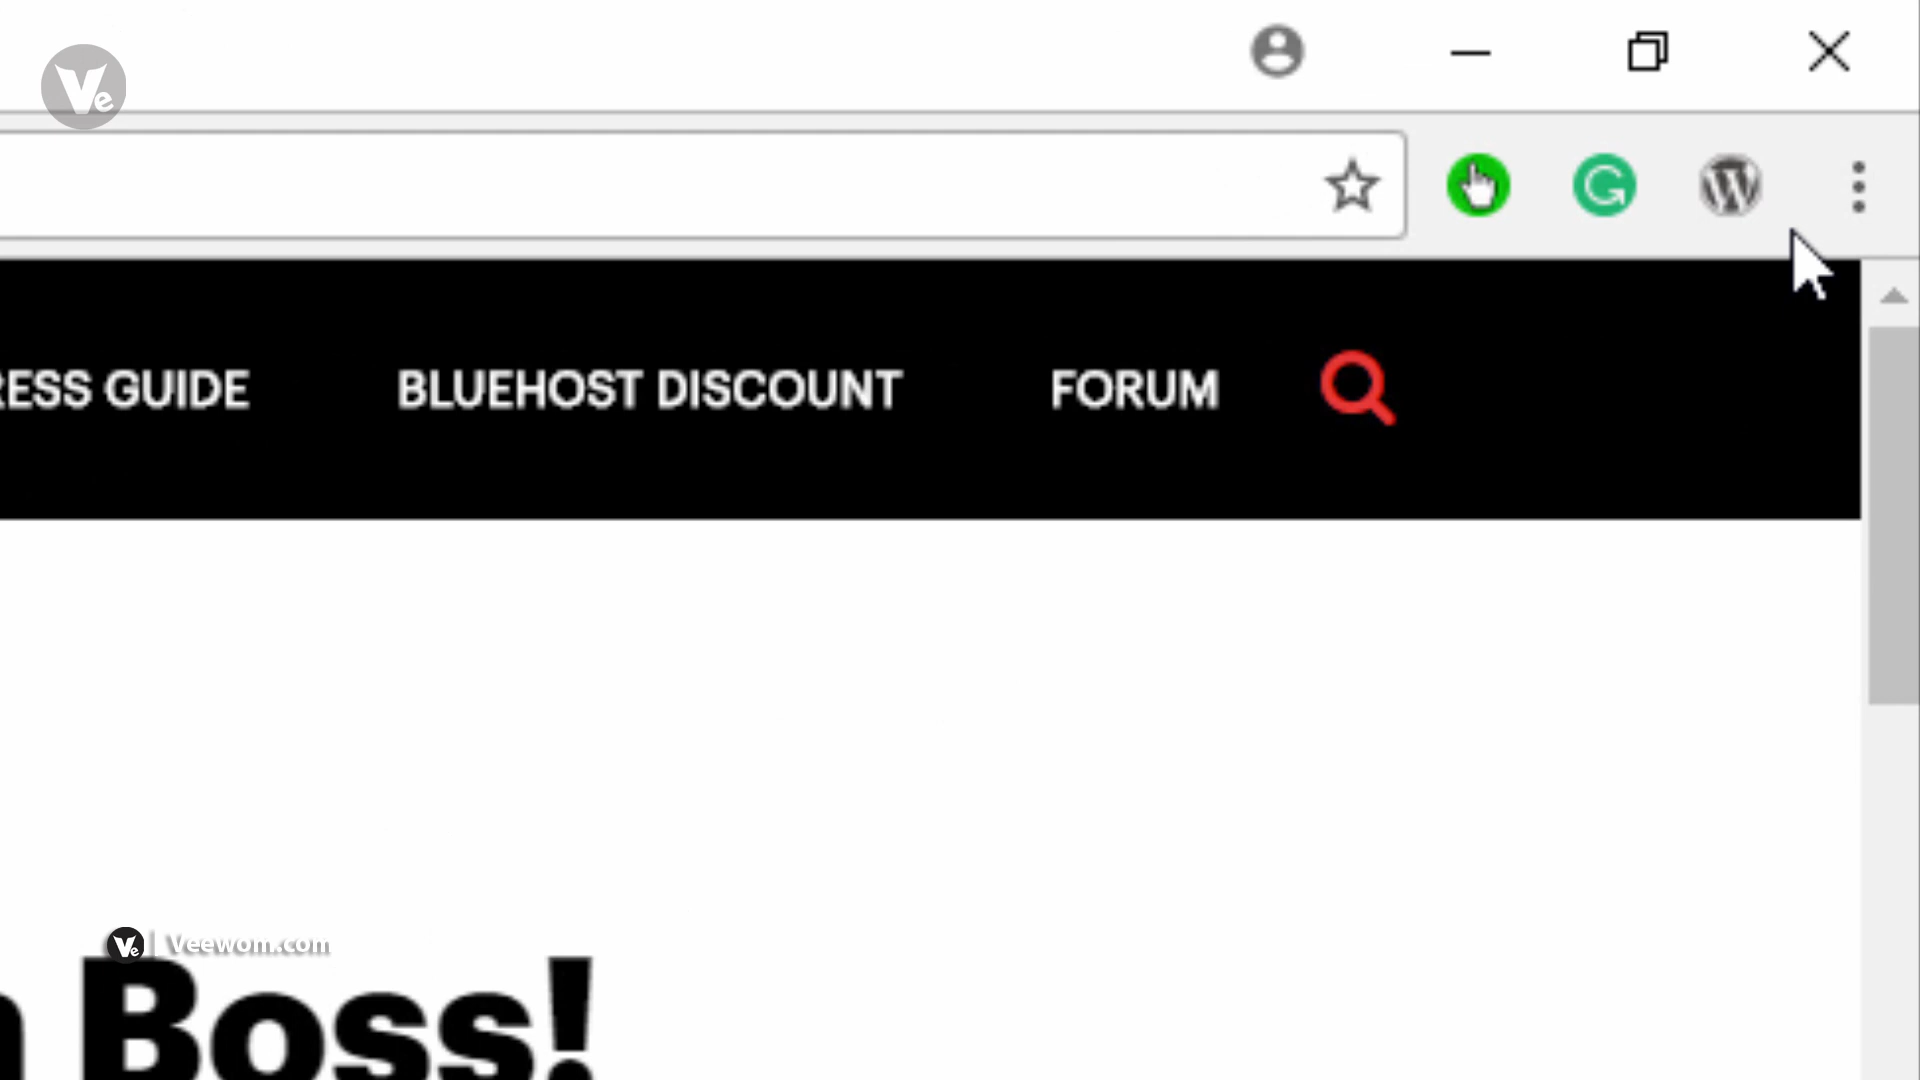 Ve
RESS GUIDE BLUEHOST DISCOUNT FORUM
Ve Veewom.com
Boss!